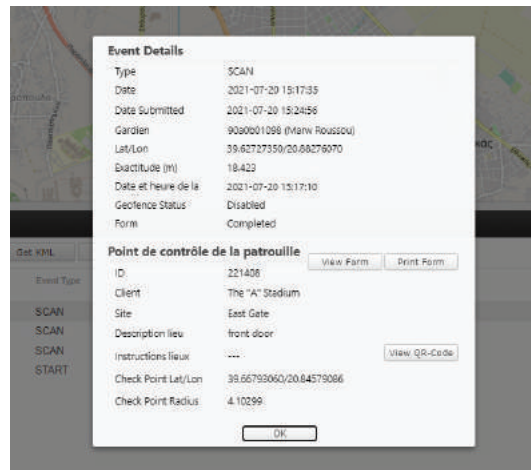 Event Details
Type SCAN
Date 2021-07-20 15:17:35
Date Submitted 2021-07-20 15:24:56
Gardien 90a0b01098 (Marw Roussou)
Lat/Lon 39.62727350/20.88276070
Exactitude (m) 18.423
Date et heure de la 2021-07-20 15:17:10
Geofence Status Disabled
Form Completed
Point de contrôle de la patrouille View Form Print Form
ID 221408
Client The "A" Stadium
Site East Gate
Description lieu front door
Instructions lieux --- View QR-Code
Check Point Lat/Lon 39.66793060/20.84579086
Check Point Radius 4.10299
OK
Get KML
Event Type
SCAN
SCAN
SCAN
START